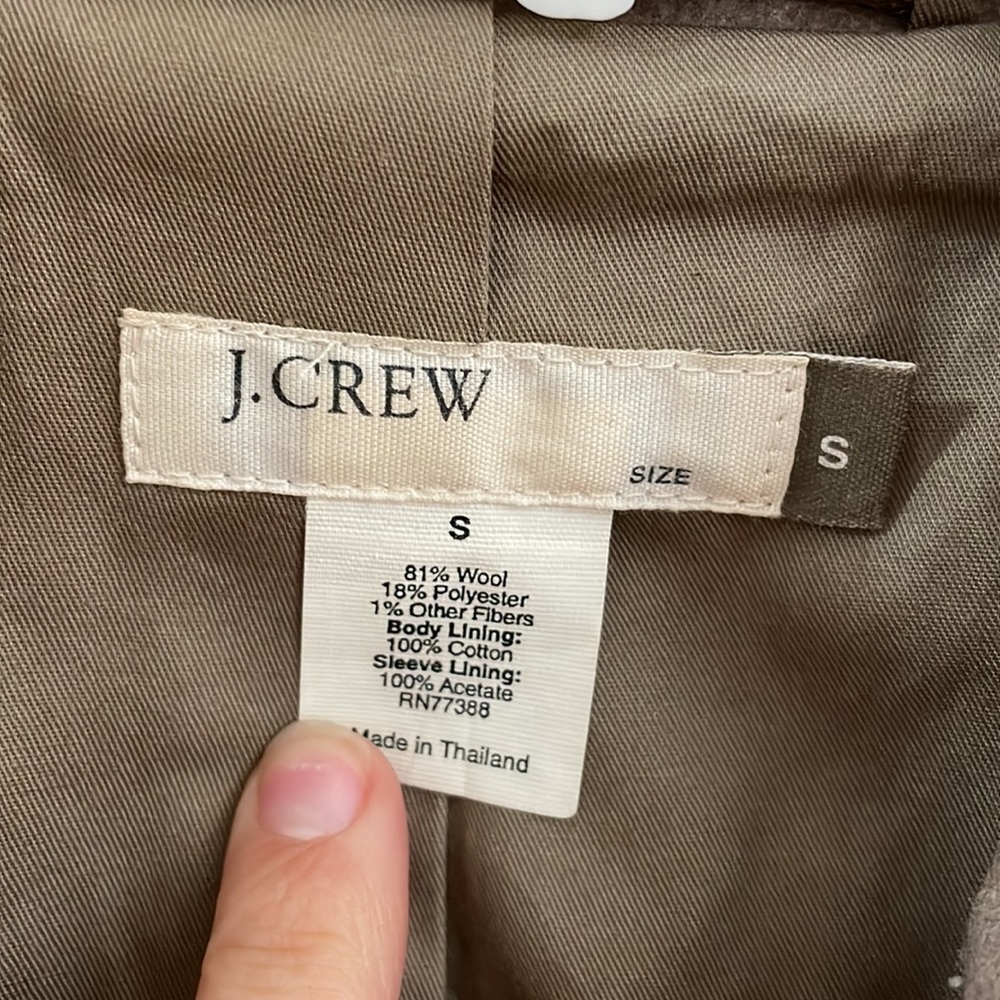 J.CREW
SIZE
S
S
81% Wool
18% Polyester
1% Other Fibers
Body Lining:
100% Cotton
Sleeve Lining:
100% Acetate
RN77388
Made in Thailand